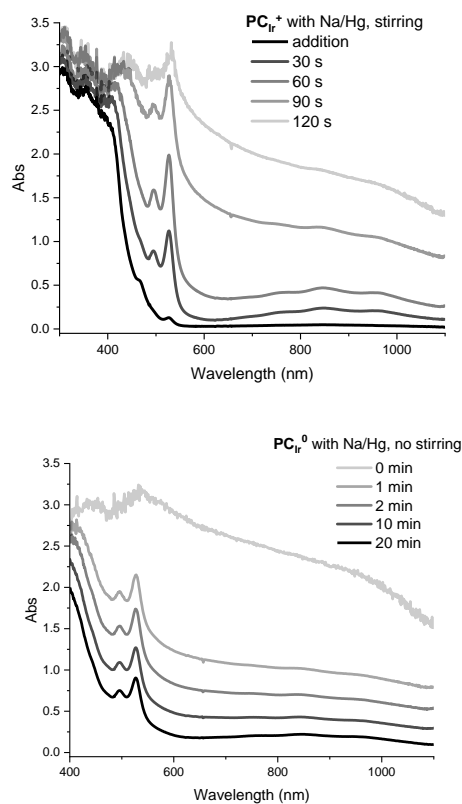 PC_Ir^+ with Na/Hg, stirring
addition
30 s
60 s
90 s
120 s
3.5
3.0
2.5
2.0
1.5
1.0
0.5
0.0
Abs
400 600 800 1000
Wavelength (nm)
PC_Ir^0 with Na/Hg, no stirring
0 min
1 min
2 min
10 min
20 min
3.5
3.0
2.5
2.0
1.5
1.0
0.5
0.0
Abs
400 600 800 1000
Wavelength (nm)